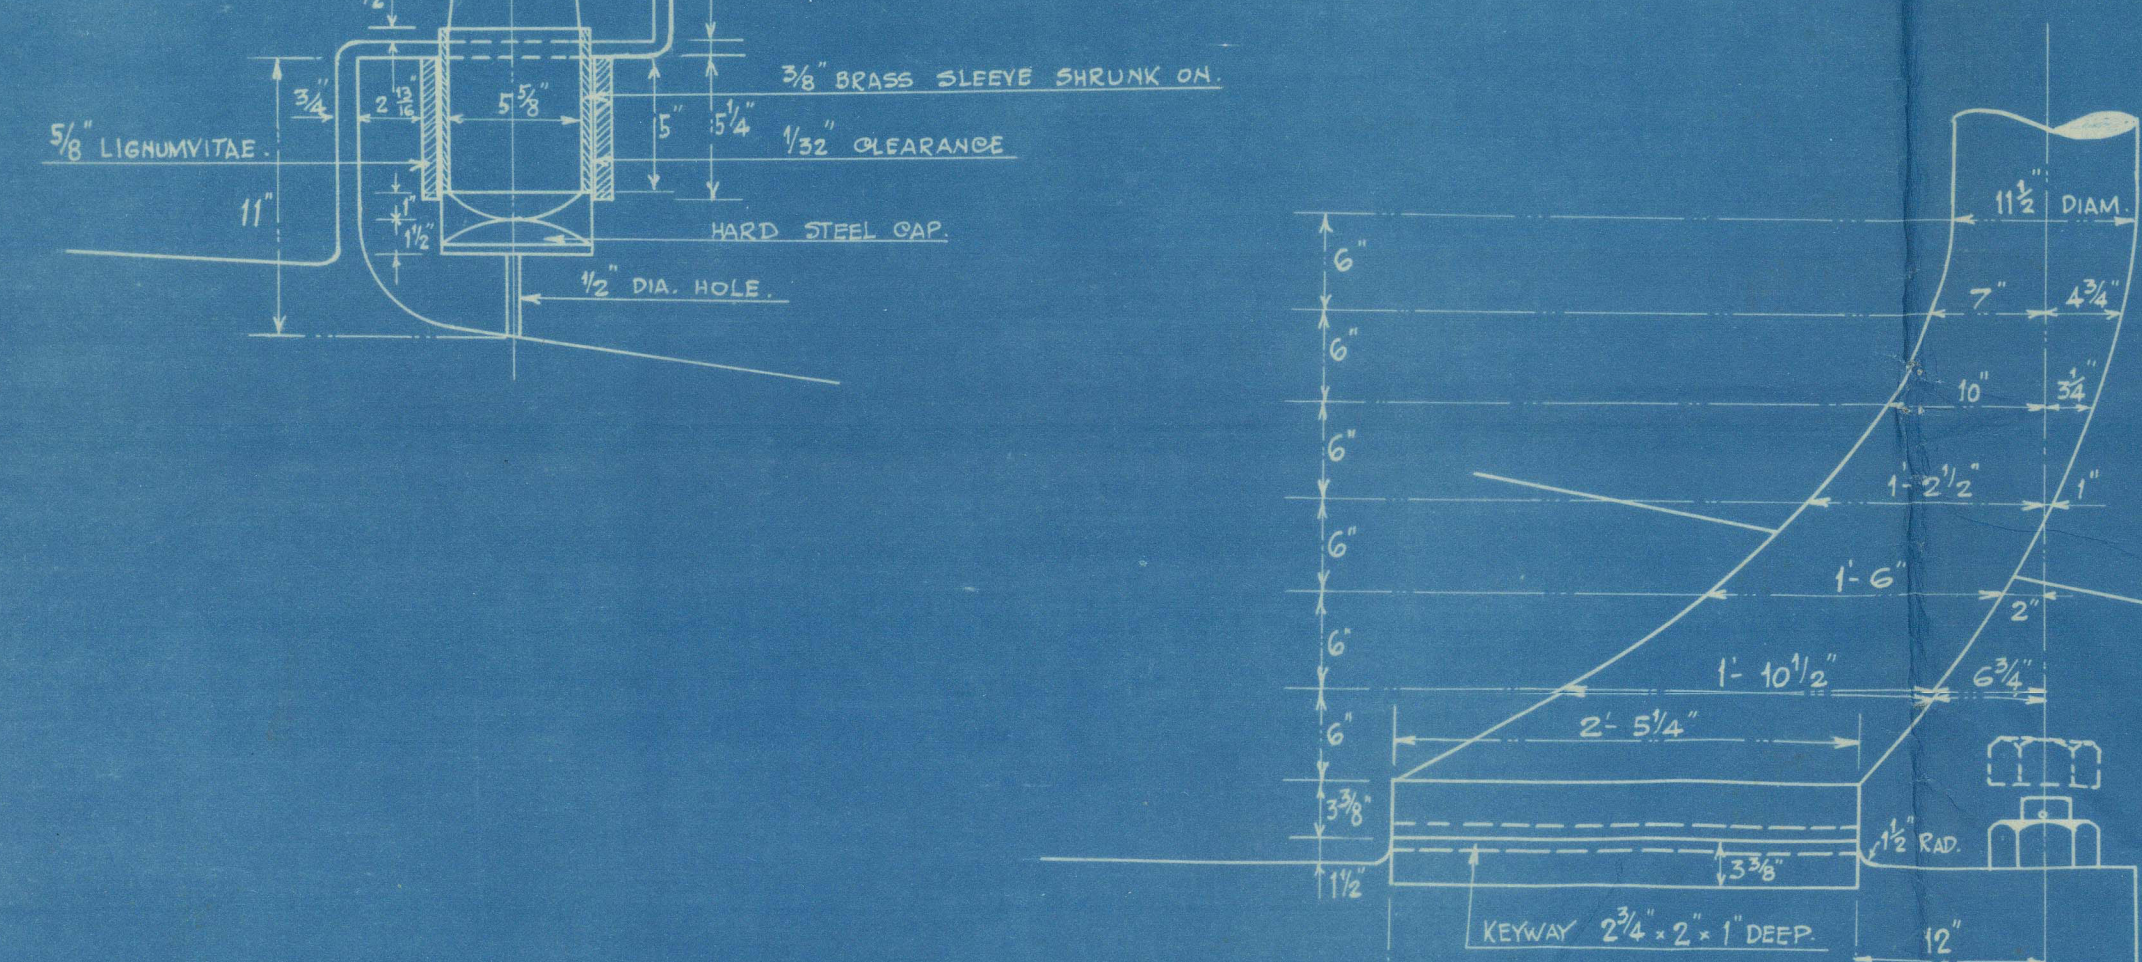 3/8" BRASS SLEEVE SHRUNK ON.
3/4"
2 13/16"
5 5/8"
5"
5 1/4"
5/8" LIGNUMVITAE.
1/32" CLEARANCE
11"
1"
1 1/2"
HARD STEEL CAP.
1/2" DIA. HOLE.
11 1/2" DIAM.
6"
7"
4 3/4"
6"
10"
3 1/4"
6"
1'- 2 1/2"
1"
6"
1'- 6"
2"
6"
1'- 10 1/2"
6 3/4"
6"
2'- 5 1/4"
3 3/8"
1 1/2" RAD.
3 3/8"
1 1/2"
KEYWAY 2 3/4" x 2" x 1" DEEP.
12"